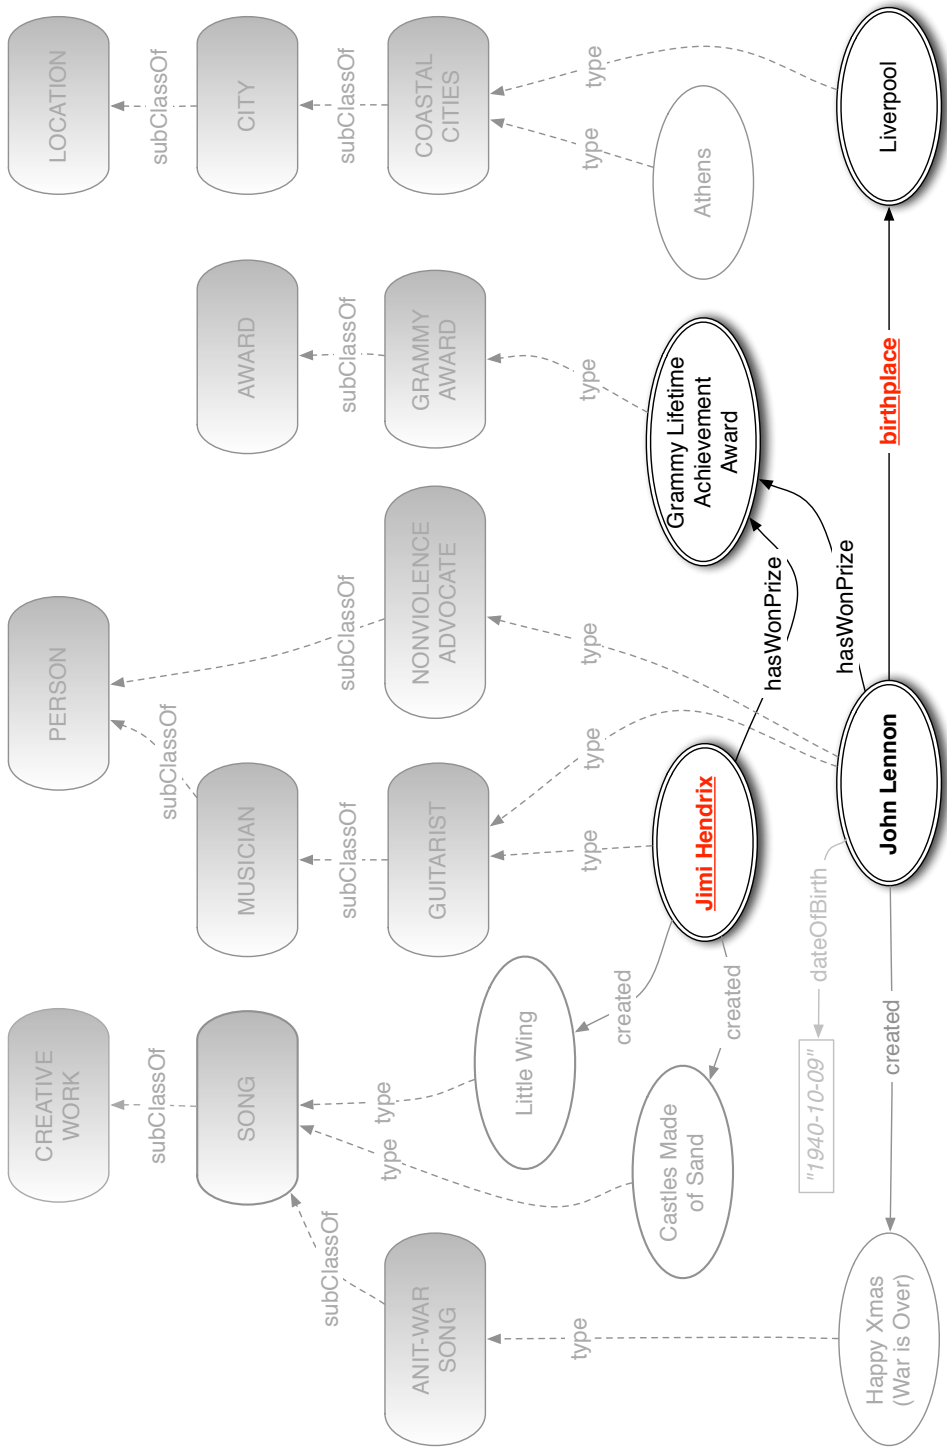 CREATIVE
WORK
PERSON
LOCATION
subClassOf
subClassOf
subClassOf
SONG
MUSICIAN
AWARD
CITY
subClassOf
subClassOf
subClassOf
subClassOf
subClassOf
ANIT-WAR
SONG
GUITARIST
NONVIOLENCE
ADVOCATE
GRAMMY
AWARD
COASTAL
CITIES
type
type
type
type
type
type
type
type
type
Little Wing
created
created
Castles Made
of Sand
Jimi Hendrix
Grammy Lifetime
Achievement
Award
Athens
hasWonPrize
hasWonPrize
"1940-10-09"
dateOfBirth
Happy Xmas
(War is Over)
created
John Lennon
birthplace
Liverpool